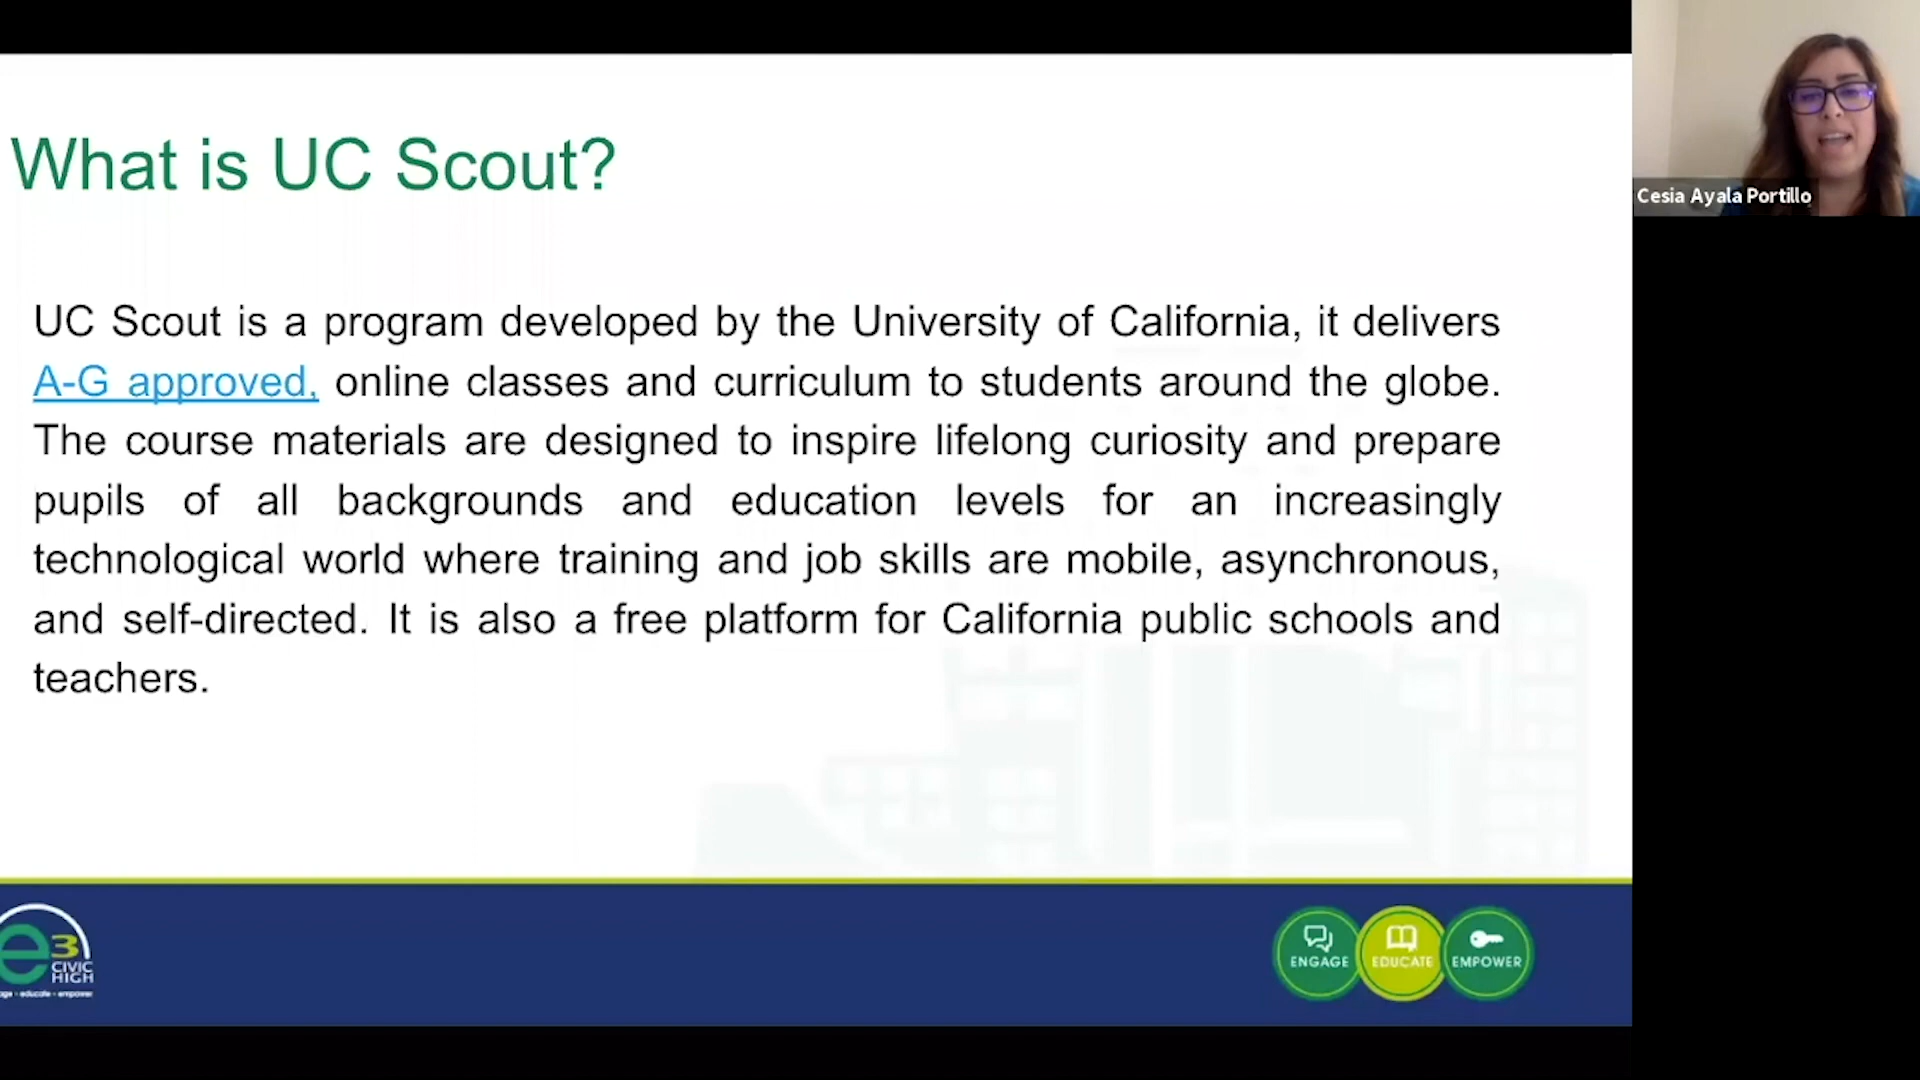 What is UC Scout?
Cesia Ayala Portillo
UC Scout is a program developed by the University of California, it delivers
A-G approved, online classes and curriculum to students around the globe.
The course materials are designed to inspire lifelong curiosity and prepare
pupils of all backgrounds and education levels for an increasingly
technological world where training and job skills are mobile, asynchronous,
and self-directed. It is also a free platform for California public schools and
teachers.
e3
CIVIC
HIGH
educate - empower
ENGAGE
EDUCATE
EMPOWER